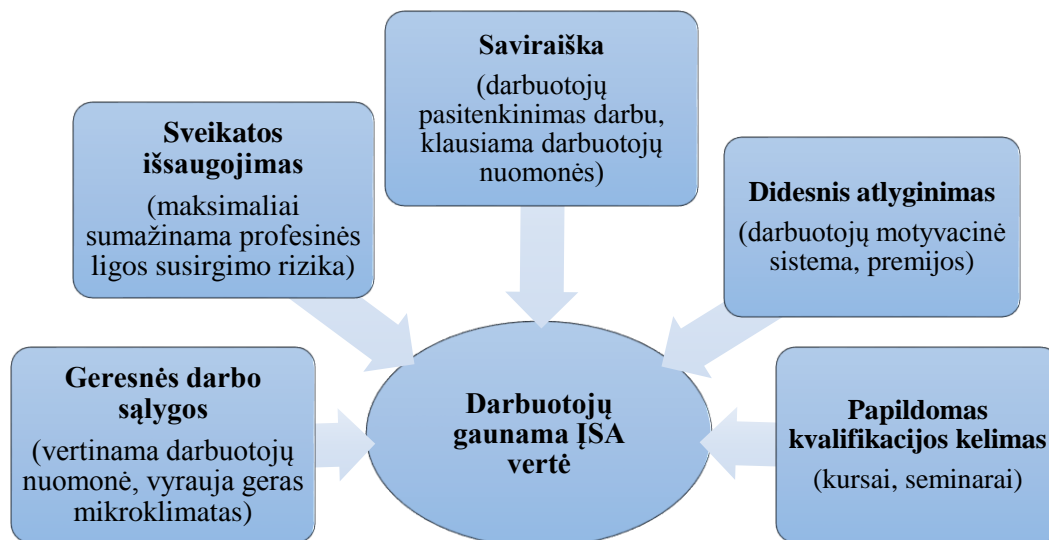 Saviraiška
(darbuotojų
pasitenkinimas darbu,
klausiama darbuotojų
nuomonės)
Sveikatos
išsaugojimas
(maksimaliai
sumažinama profesinės
ligos susirgimo rizika)
Didesnis atlyginimas
(darbuotojų motyvacinė
sistema, premijos)
Geresnės darbo
sąlygos
(vertinama darbuotojų
nuomonė, vyrauja geras
mikroklimatas)
Darbuotojų
gaunama ĮSA
vertė
Papildomas
kvalifikacijos kėlimas
(kursai, seminarai)